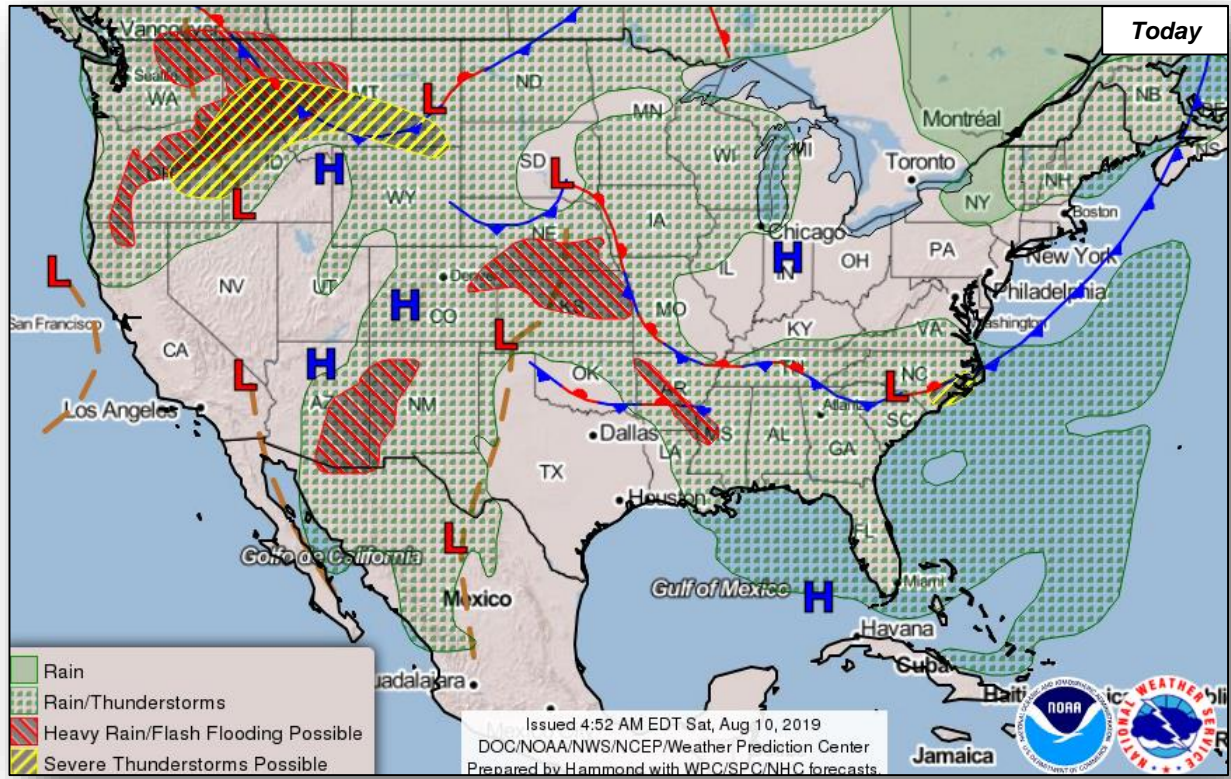 Today
Vancouver
Seattle
WA
MT
ND
MN
Montréal
NB
NS
ID
SD
WI
MI
Toronto
NH
NY
Boston
WY
IA
NE
Chicago
L
H
PA
New York
NV
UT
CO
IL
IN
OH
Philadelphia
KS
MO
KY
VA
Washington
San Francisco
CA
OK
TN
NC
AR
Los Angeles
AZ
NM
Atlanta
SC
Dallas
MS
AL
GA
LA
TX
Houston
FL
Golfo de California
Gulf of Mexico
Miami
Mexico
Havana
Cuba
Guadalajara
Jamaica
Rain
Rain/Thunderstorms
Heavy Rain/Flash Flooding Possible
Severe Thunderstorms Possible
Issued 4:52 AM EDT Sat, Aug 10, 2019
DOC/NOAA/NWS/NCEP/Weather Prediction Center
Prepared by Hammond with WPC/SPC/NHC forecasts.
NOAA
NATIONAL WEATHER SERVICE